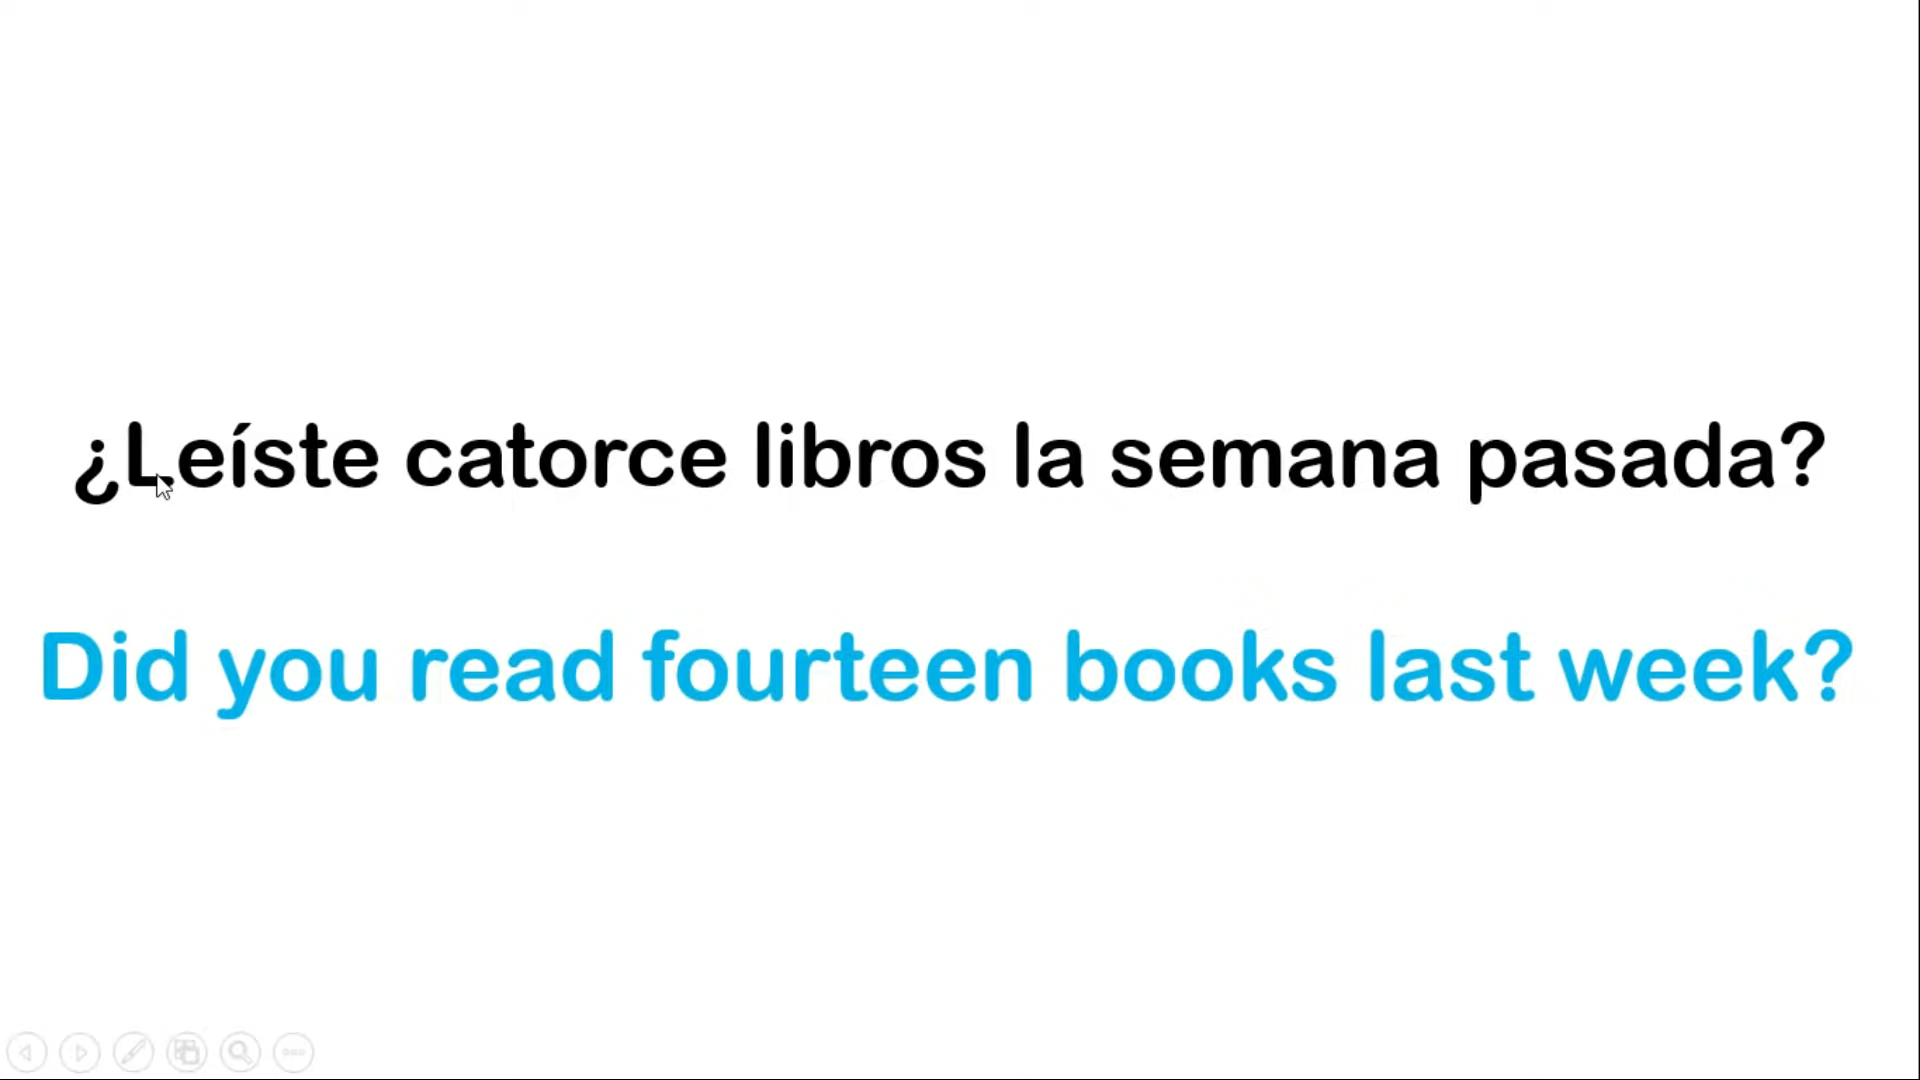 ¿Leíste catorce libros la semana pasada?
Did you read fourteen books last week?